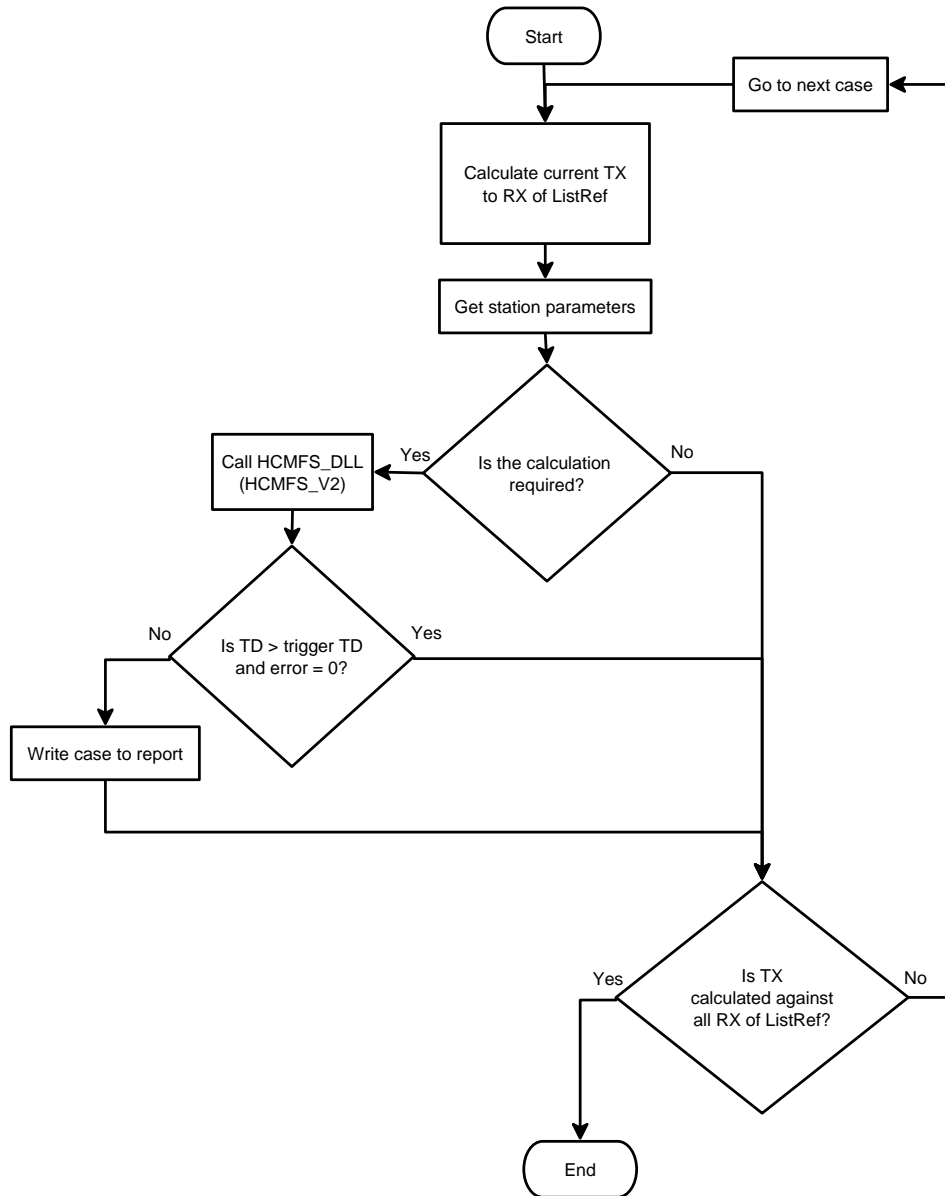 Start
Go to next case
Calculate current TX
to RX of ListRef
Get station parameters
Is the calculation
required?
Yes
No
Call HCMFS_DLL
(HCMFS_V2)
Is TD > trigger TD
and error = 0?
No
Yes
Write case to report
Is TX
calculated against
all RX of ListRef?
Yes
No
End